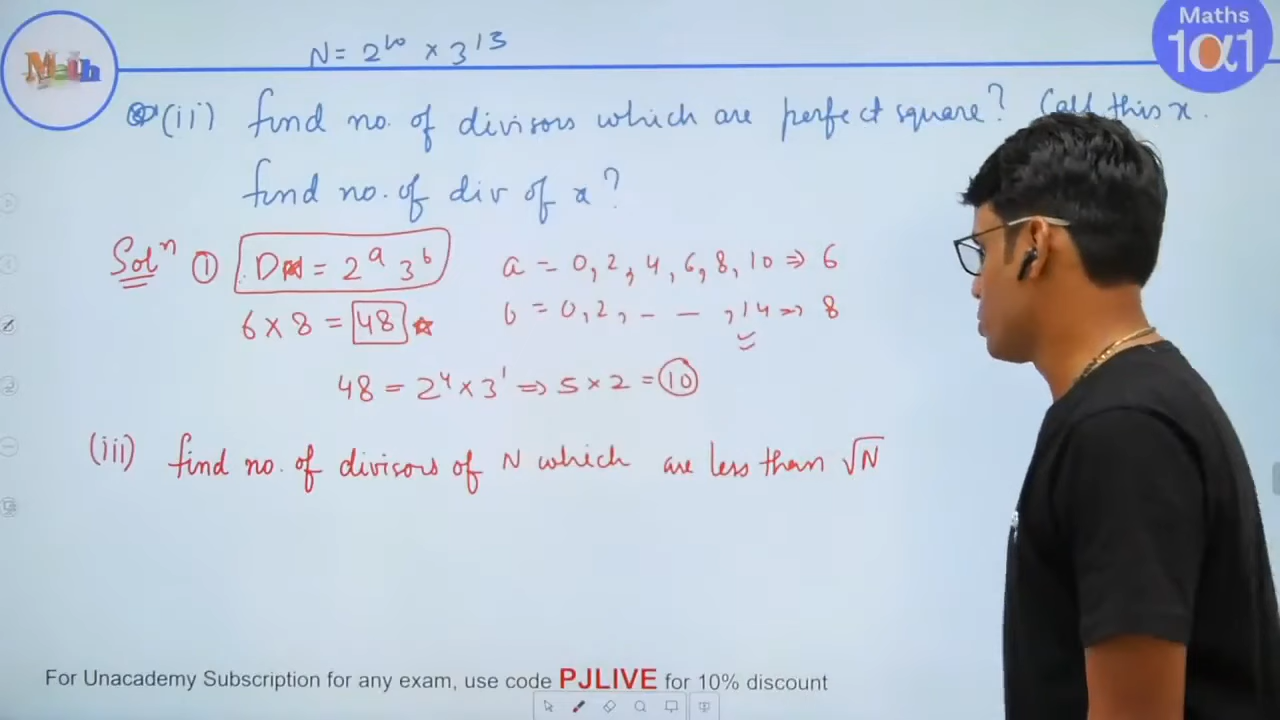 Maths
1α1
Math
N = 2^10 × 3^13
(ii) find no. of divisors which are perfect square? Call this x.
find no. of div of x?
Solⁿ ① D = 2^a 3^b a = 0, 2, 4, 6, 8, 10 ⇒ 6
6 × 8 = 48 b = 0, 2, - - , 14 ⇒ 8
48 = 2^4 × 3^1 ⇒ 5 × 2 = 10
(iii) find no. of divisors of N which are less than √N
For Unacademy Subscription for any exam, use code PJLIVE for 10% discount